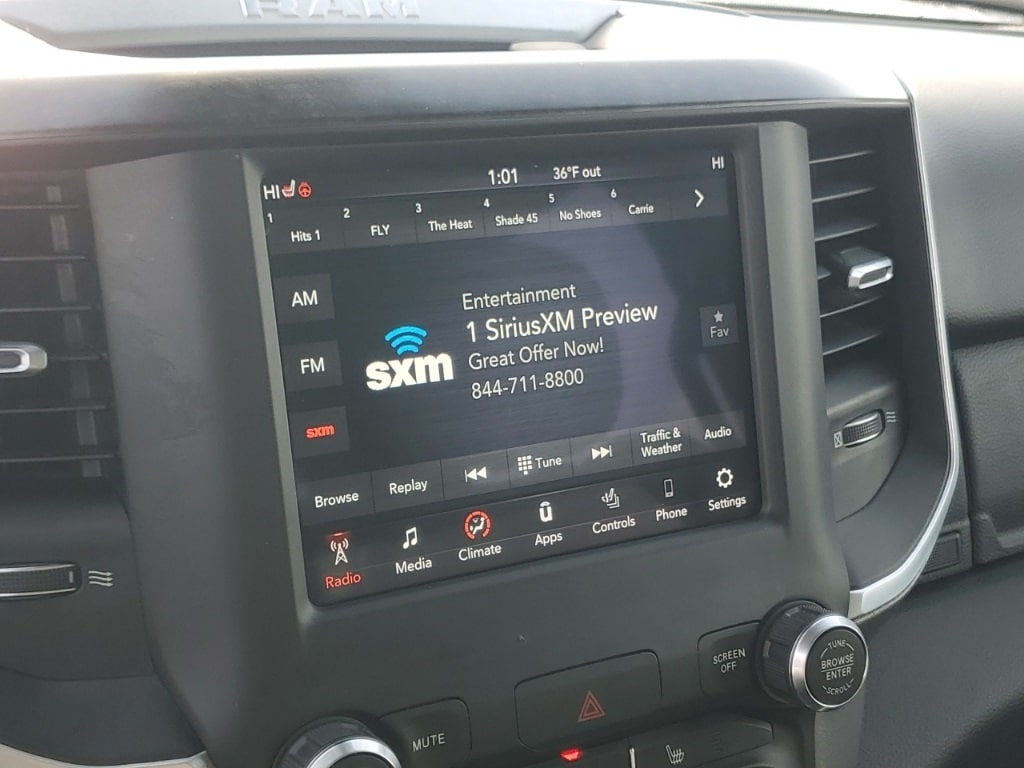 RAM
HI 1:01 36°F out HI
1 Hits 1 2 FLY 3 The Heat 4 Shade 45 5 No Shoes 6 Carrie
AM
FM
sxm
sxm
Entertainment
1 SiriusXM Preview
Great Offer Now!
844-711-8800
Fav
Browse Replay Tune Traffic & Weather Audio
Radio Media Climate Apps Controls Phone Settings
MUTE
SCREEN OFF
TUNE
BROWSE
ENTER
SCROLL